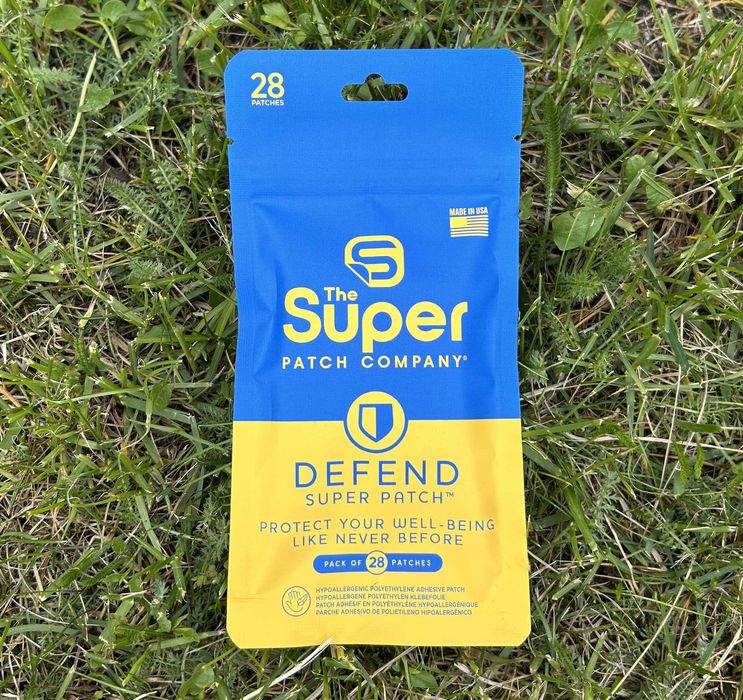 28
PATCHES
MADE IN USA
S
The
Super
PATCH COMPANY®
DEFEND
SUPER PATCH™
PROTECT YOUR WELL-BEING
LIKE NEVER BEFORE
PACK OF 28 PATCHES
HYPOALLERGENIC POLYETHYLENE ADHESIVE PATCH
HYPOALLERGENE POLYETHYLEN KLEBEFOLIE
PATCH ADHÉSIF EN POLYÉTHYLÈNE HYPOALLERGÉNIQUE
PARCHE ADHESIVO DE POLIETILENO HIPOALERGÉNICO